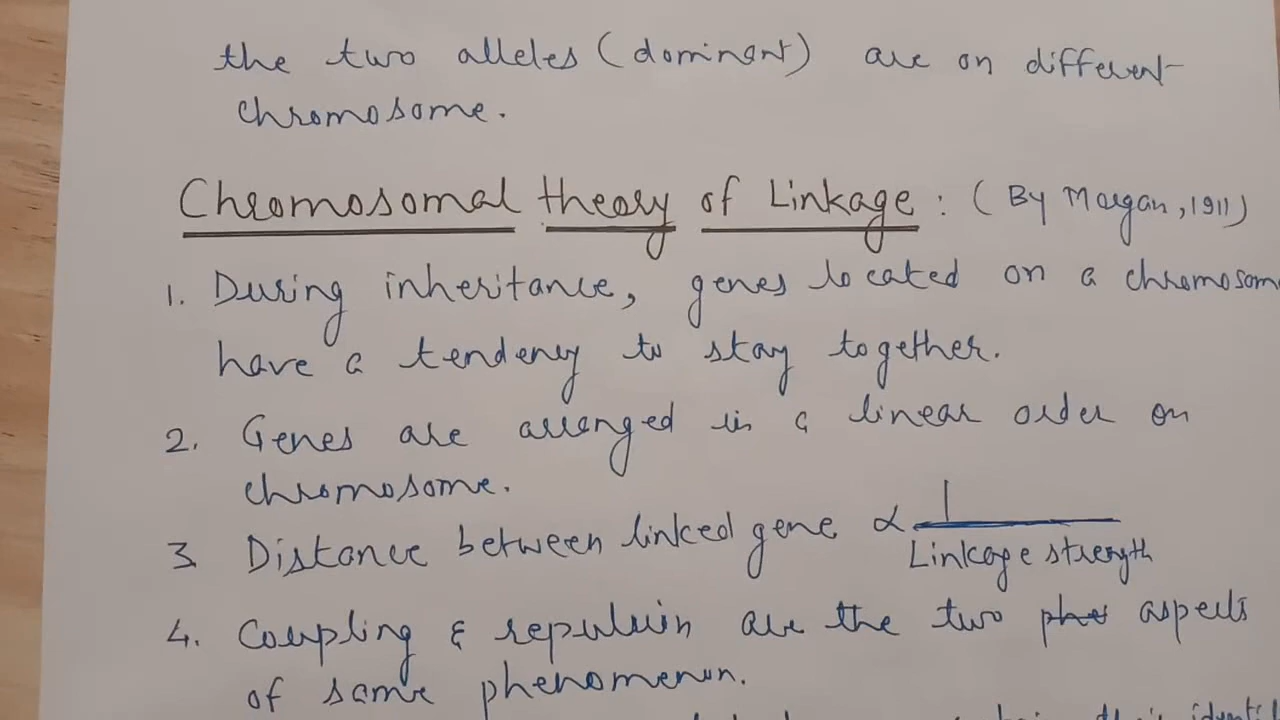 the two alleles (dominant) are on different
chromosome.
Chromosomal theory of Linkage : (By Morgan, 1911)
1. During inheritance, genes located on a chromosom
have a tendency to stay together.
2. Genes are arranged in a linear order on
chromosome.
3 Distance between linked gene ∝ 1
Linkage strength
4. Coupling & repulsion are the two aspects
of same phenomenon.